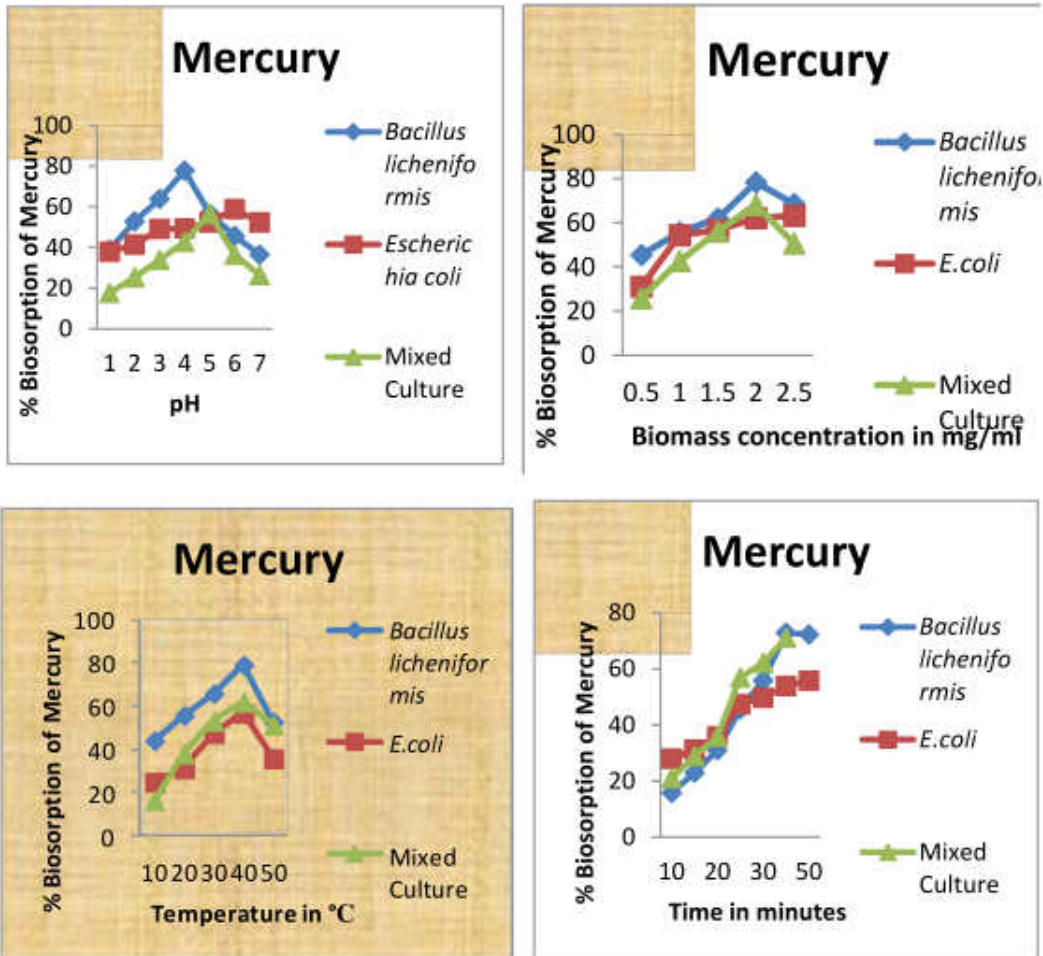 Mercury
% Biosorption of Mercury
100
80
60
40
20
0
1 2 3 4 5 6 7
pH
Bacillus
lichenifo
rmis
Escheric
hia coli
Mixed
Culture
Mercury
% Biosorption of Mercury
100
80
60
40
20
0
0.5 1 1.5 2 2.5
Biomass concentration in mg/ml
Bacillus
lichenifor
mis
E.coli
Mixed
Culture
Mercury
% Biosorption of Mercury
100
80
60
40
20
0
10 20 30 40 50
Temperature in °C
Bacillus
lichenifor
mis
E.coli
Mixed
Culture
Mercury
% Biosorption of Mercury
80
60
40
20
0
10 20 30 50
Time in minutes
Bacillus
lichenifo
rmis
E.coli
Mixed
Culture